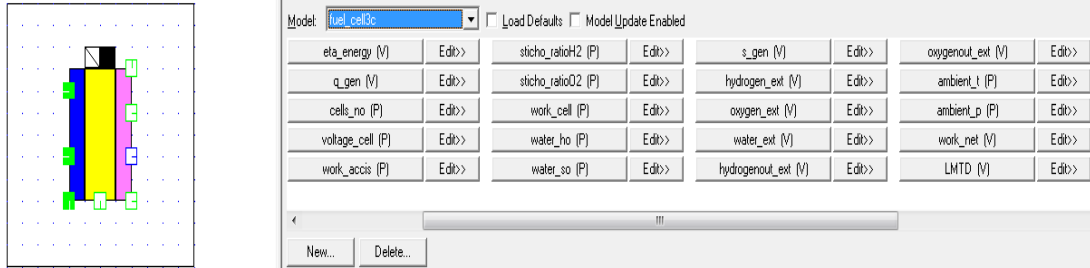 Model: fuel_cell3c Load Defaults Model Update Enabled
eta_energy (V) Edit>> sticho_ratioH2 (P) Edit>> s_gen (V) Edit>> oxygenout_ext (V) Edit>>
q_gen (V) Edit>> sticho_ratioO2 (P) Edit>> hydrogen_ext (V) Edit>> ambient_t (P) Edit>>
cells_no (P) Edit>> work_cell (P) Edit>> oxygen_ext (V) Edit>> ambient_p (P) Edit>>
voltage_cell (P) Edit>> water_ho (P) Edit>> water_ext (V) Edit>> work_net (V) Edit>>
work_accis (P) Edit>> water_so (P) Edit>> hydrogenout_ext (V) Edit>> LMTD (V) Edit>>
New... Delete...